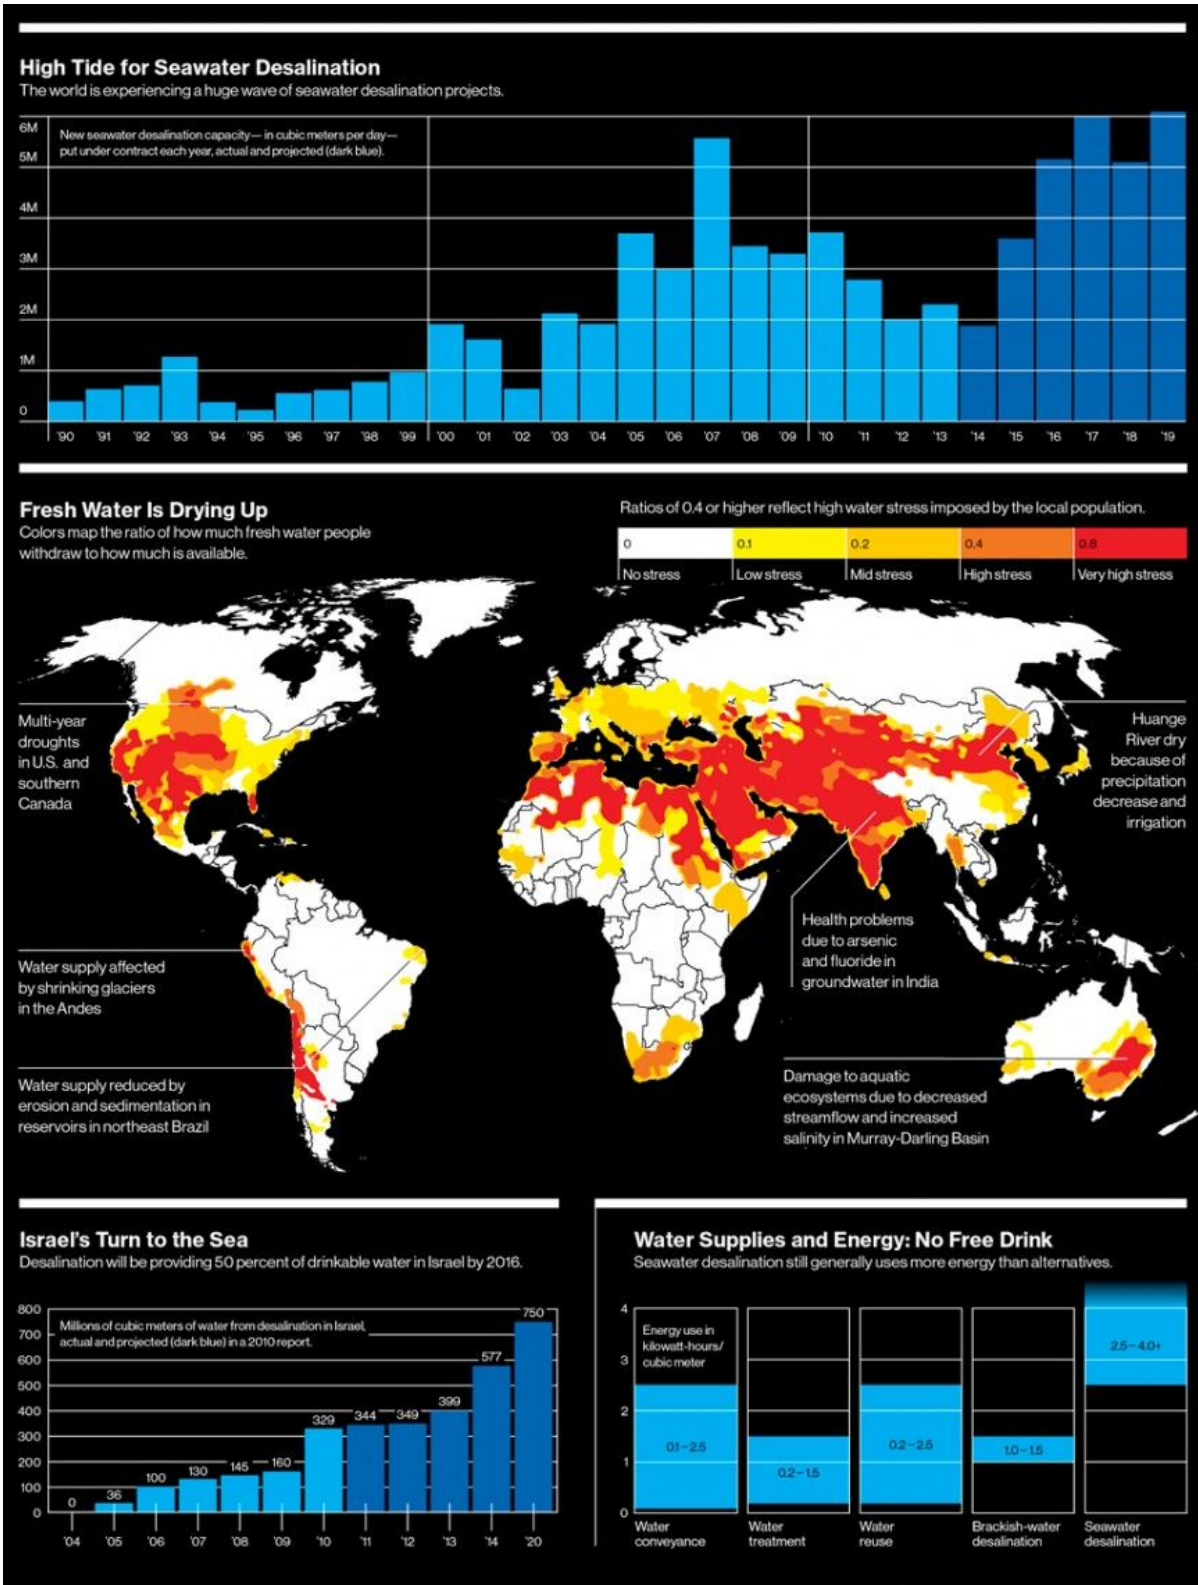 High Tide for Seawater Desalination
The world is experiencing a huge wave of seawater desalination projects.
6M
New seawater desalination capacity— in cubic meters per day—
put under contract each year, actual and projected (dark blue).
5M
4M
3M
2M
1M
0
'90 '91 '92 '93 '94 '95 '96 '97 '98 '99 '00 '01 '02 '03 '04 '05 '06 '07 '08 '09 '10 '11 '12 '13 '14 '15 '16 '17 '18 '19
Fresh Water Is Drying Up
Colors map the ratio of how much fresh water people
withdraw to how much is available.
Ratios of 0.4 or higher reflect high water stress imposed by the local population.
0 0.1 0.2 0.4 0.8
No stress Low stress Mid stress High stress Very high stress
Multi-year
droughts
in U.S. and
southern
Canada
Huange
River dry
because of
precipitation
decrease and
irrigation
Water supply affected
by shrinking glaciers
in the Andes
Health problems
due to arsenic
and fluoride in
groundwater in India
Water supply reduced by
erosion and sedimentation in
reservoirs in northeast Brazil
Damage to aquatic
ecosystems due to decreased
streamflow and increased
salinity in Murray-Darling Basin
Israel's Turn to the Sea
Desalination will be providing 50 percent of drinkable water in Israel by 2016.
Millions of cubic meters of water from desalination in Israel,
actual and projected (dark blue) in a 2010 report.
800
700
600
500
400
300
200
100
0
0 36 100 130 145 160 329 344 349 399 577 750
'04 '05 '06 '07 '08 '09 '10 '11 '12 '13 '14 '20
Water Supplies and Energy: No Free Drink
Seawater desalination still generally uses more energy than alternatives.
4
3
2
1
0
Energy use in
kilowatt-hours/
cubic meter
0.1–2.5
0.2–1.5
0.2–2.5
1.0–1.5
2.5–4.0+
Water
conveyance
Water
treatment
Water
reuse
Brackish-water
desalination
Seawater
desalination